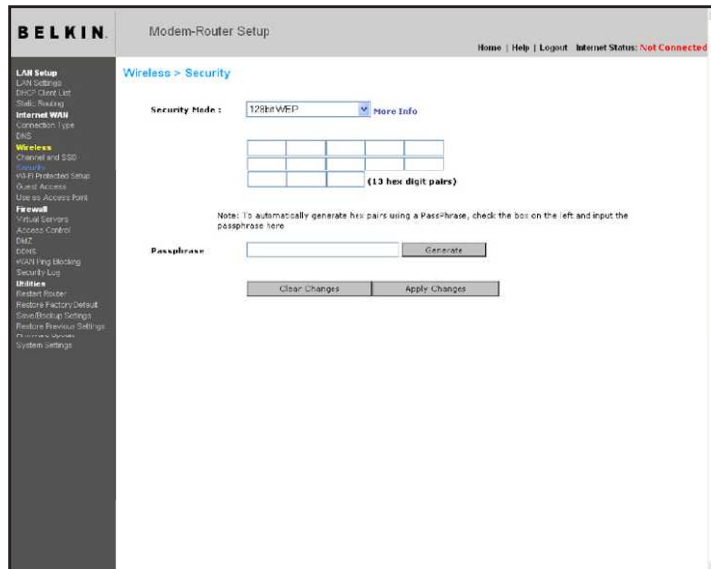 BELKIN.
Modem-Router Setup
Home | Help | Logout Internet Status: Not Connected
LAN Setup
LAN Settings
DHCP Client List
Static Routing
Internet WAN
Connection Type
DNS
Wireless
Channel and SSID
Security
Wi-Fi Protected Setup
Guest Access
Use as Access Point
Firewall
Virtual Servers
Access Control
DMZ
DDNS
WAN Ping Blocking
Security Log
Utilities
Restart Router
Restore Factory Default
Save/Backup Settings
Restore Previous Settings
Firmware Update
System Settings
Wireless > Security
Security Mode :
128bit WEP
More Info
(13 hex digit pairs)
Note: To automatically generate hex pairs using a PassPhrase, check the box on the left and input the
passphrase here
Passphrase
Generate
Clear Changes
Apply Changes